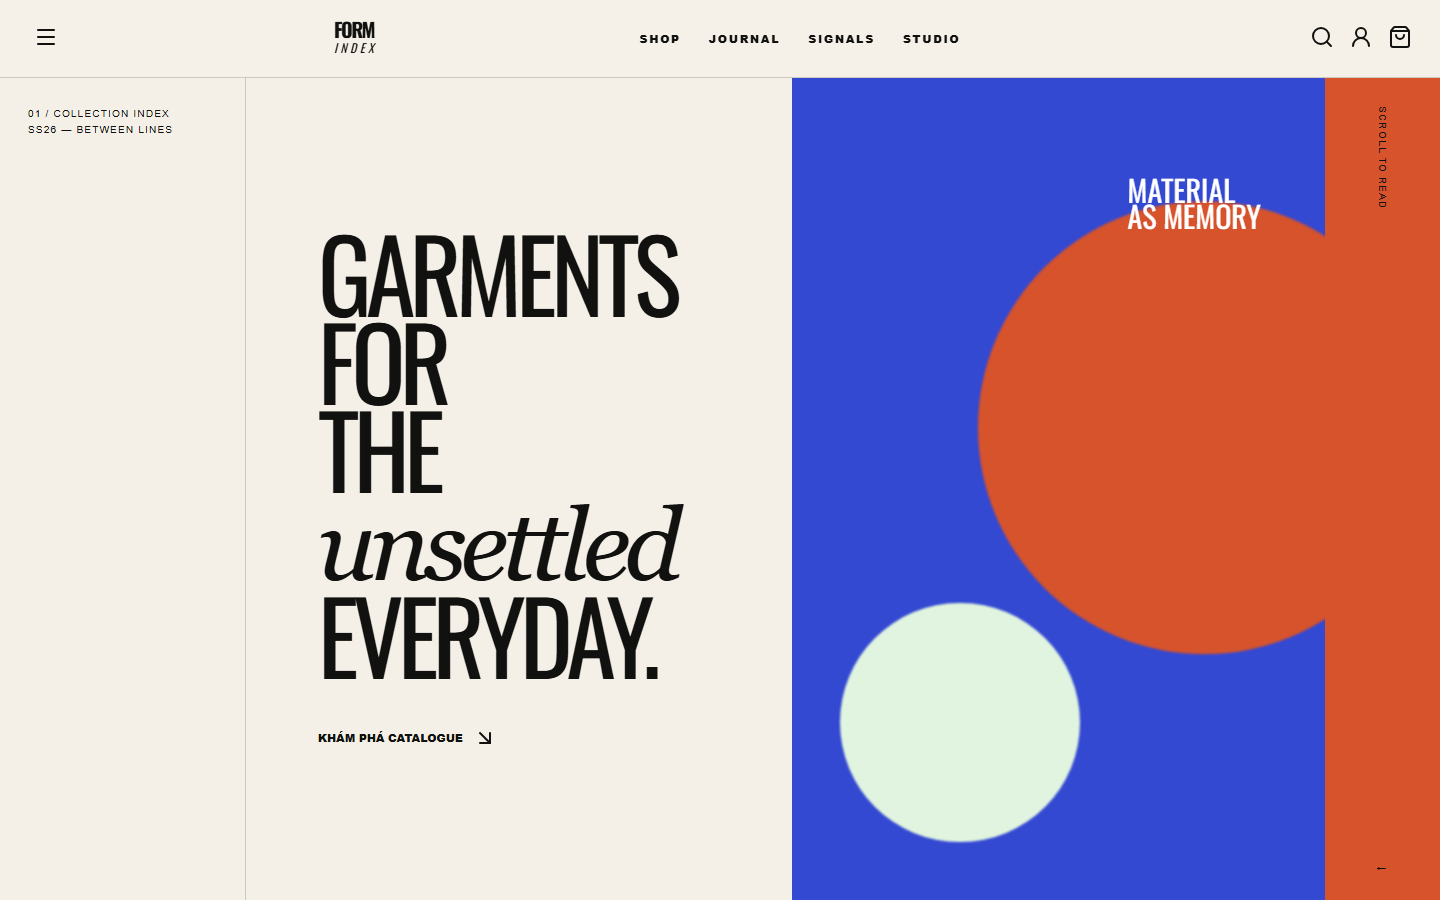 FORM
INDEX
SHOP
JOURNAL
SIGNALS
STUDIO
01 / COLLECTION INDEX
SS26 — BETWEEN LINES
GARMENTS
FOR
THE
unsettled
EVERYDAY.
KHÁM PHÁ CATALOGUE
MATERIAL
AS MEMORY
SCROLL TO READ